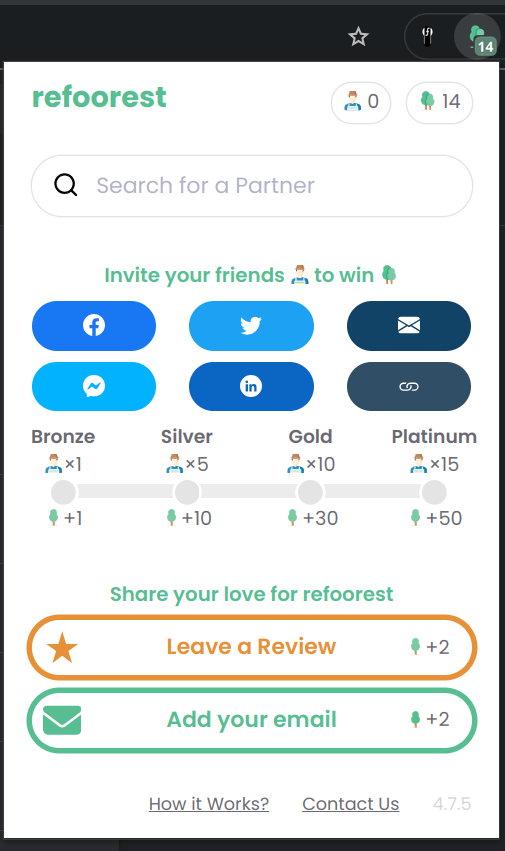 14
refoorest
0
14
Search for a Partner
Invite your friends to win
Bronze Silver Gold Platinum
×1 ×5 ×10 ×15
+1 +10 +30 +50
Share your love for refoorest
Leave a Review +2
Add your email +2
How it Works? Contact Us 4.7.5